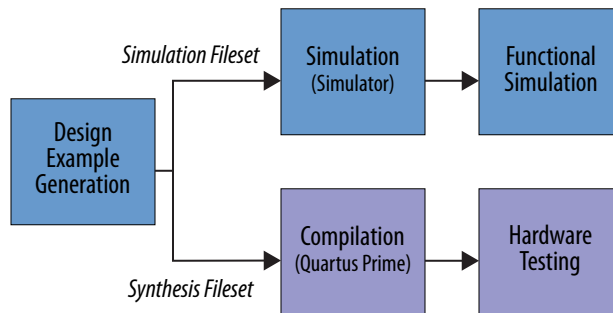 Simulation Fileset
Simulation
(Simulator)
Functional
Simulation
Design
Example
Generation
Compilation
(Quartus Prime)
Hardware
Testing
Synthesis Fileset